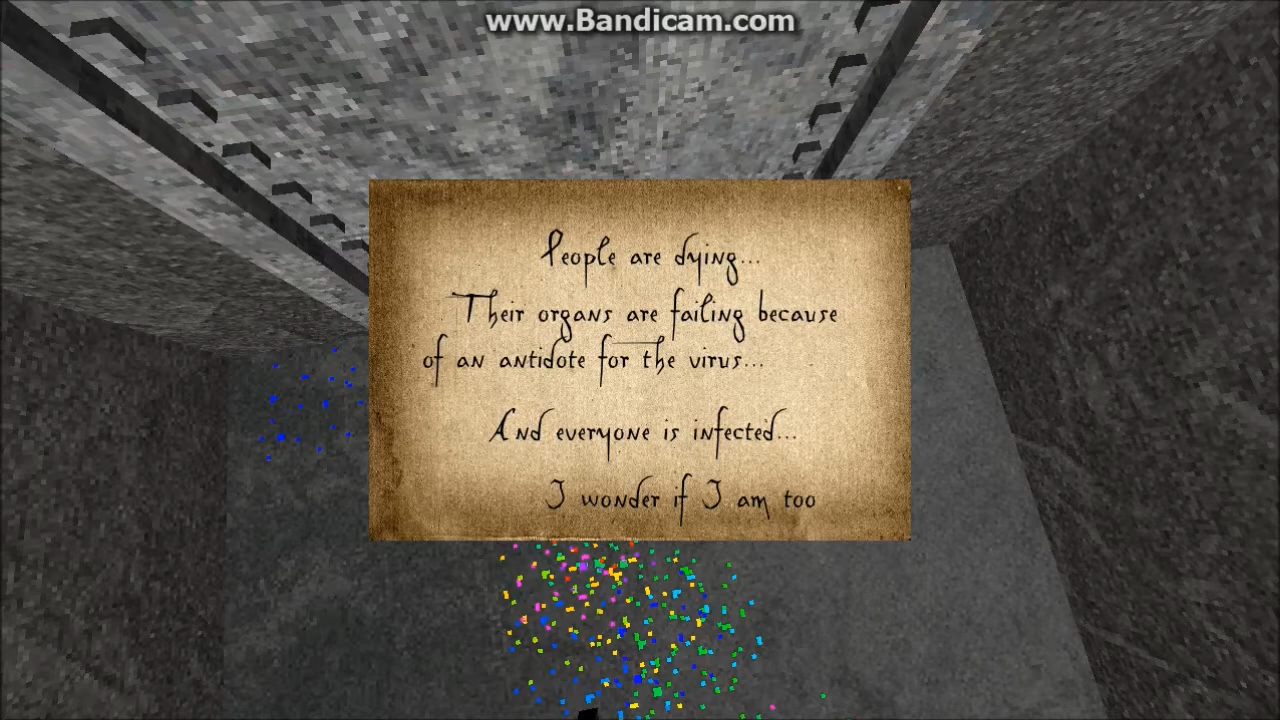 www.Bandicam.com
People are dying...
Their organs are failing because
of an antidote for the virus...
And everyone is infected...
I wonder if I am too